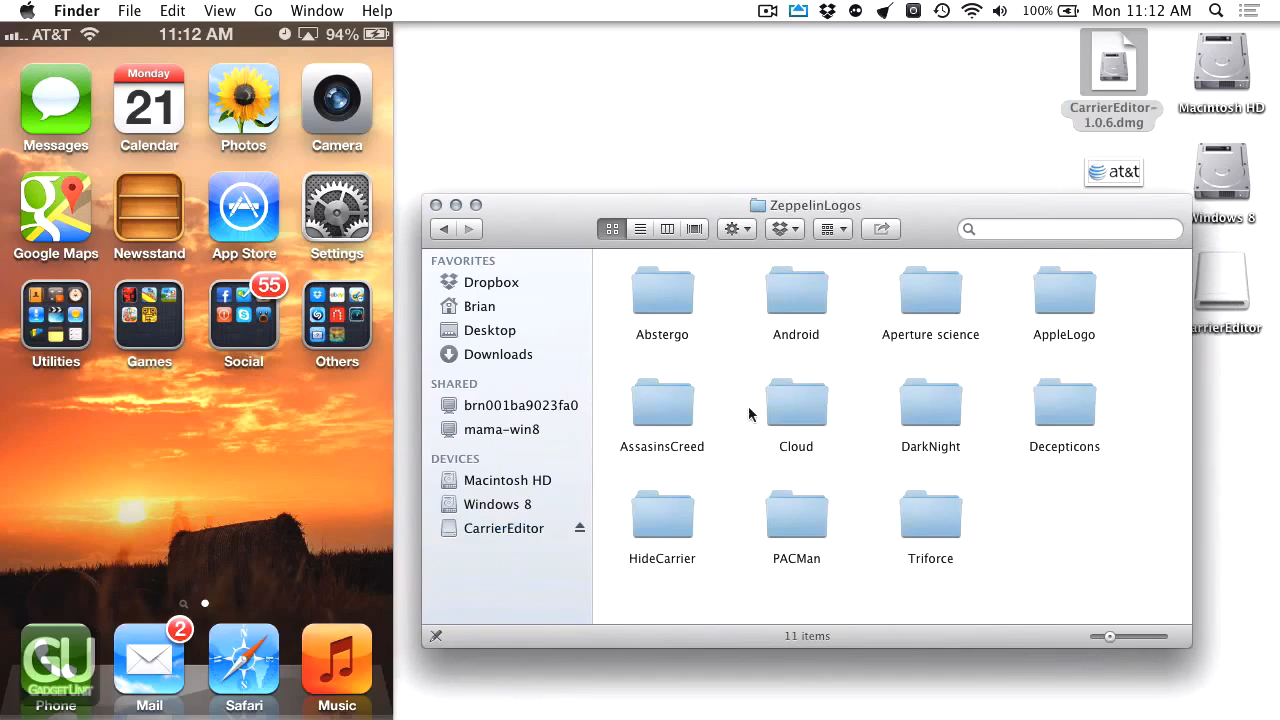 Finder File Edit View Go Window Help
100% Mon 11:12 AM
AT&T 11:12 AM 94%
Monday
21
Messages Calendar Photos Camera
Google Maps Newsstand App Store Settings
55
Utilities Games Social Others
2
GU
GADGETUNIT
Phone Mail Safari Music
CarrierEditor-
1.0.6.dmg
Macintosh HD
at&t
Windows 8
CarrierEditor
ZeppelinLogos
FAVORITES
Dropbox
Brian
Desktop
Downloads
SHARED
brn001ba9023fa0
mama-win8
DEVICES
Macintosh HD
Windows 8
CarrierEditor
Abstergo Android Aperture science AppleLogo
AssasinsCreed Cloud DarkNight Decepticons
HideCarrier PACMan Triforce
11 items